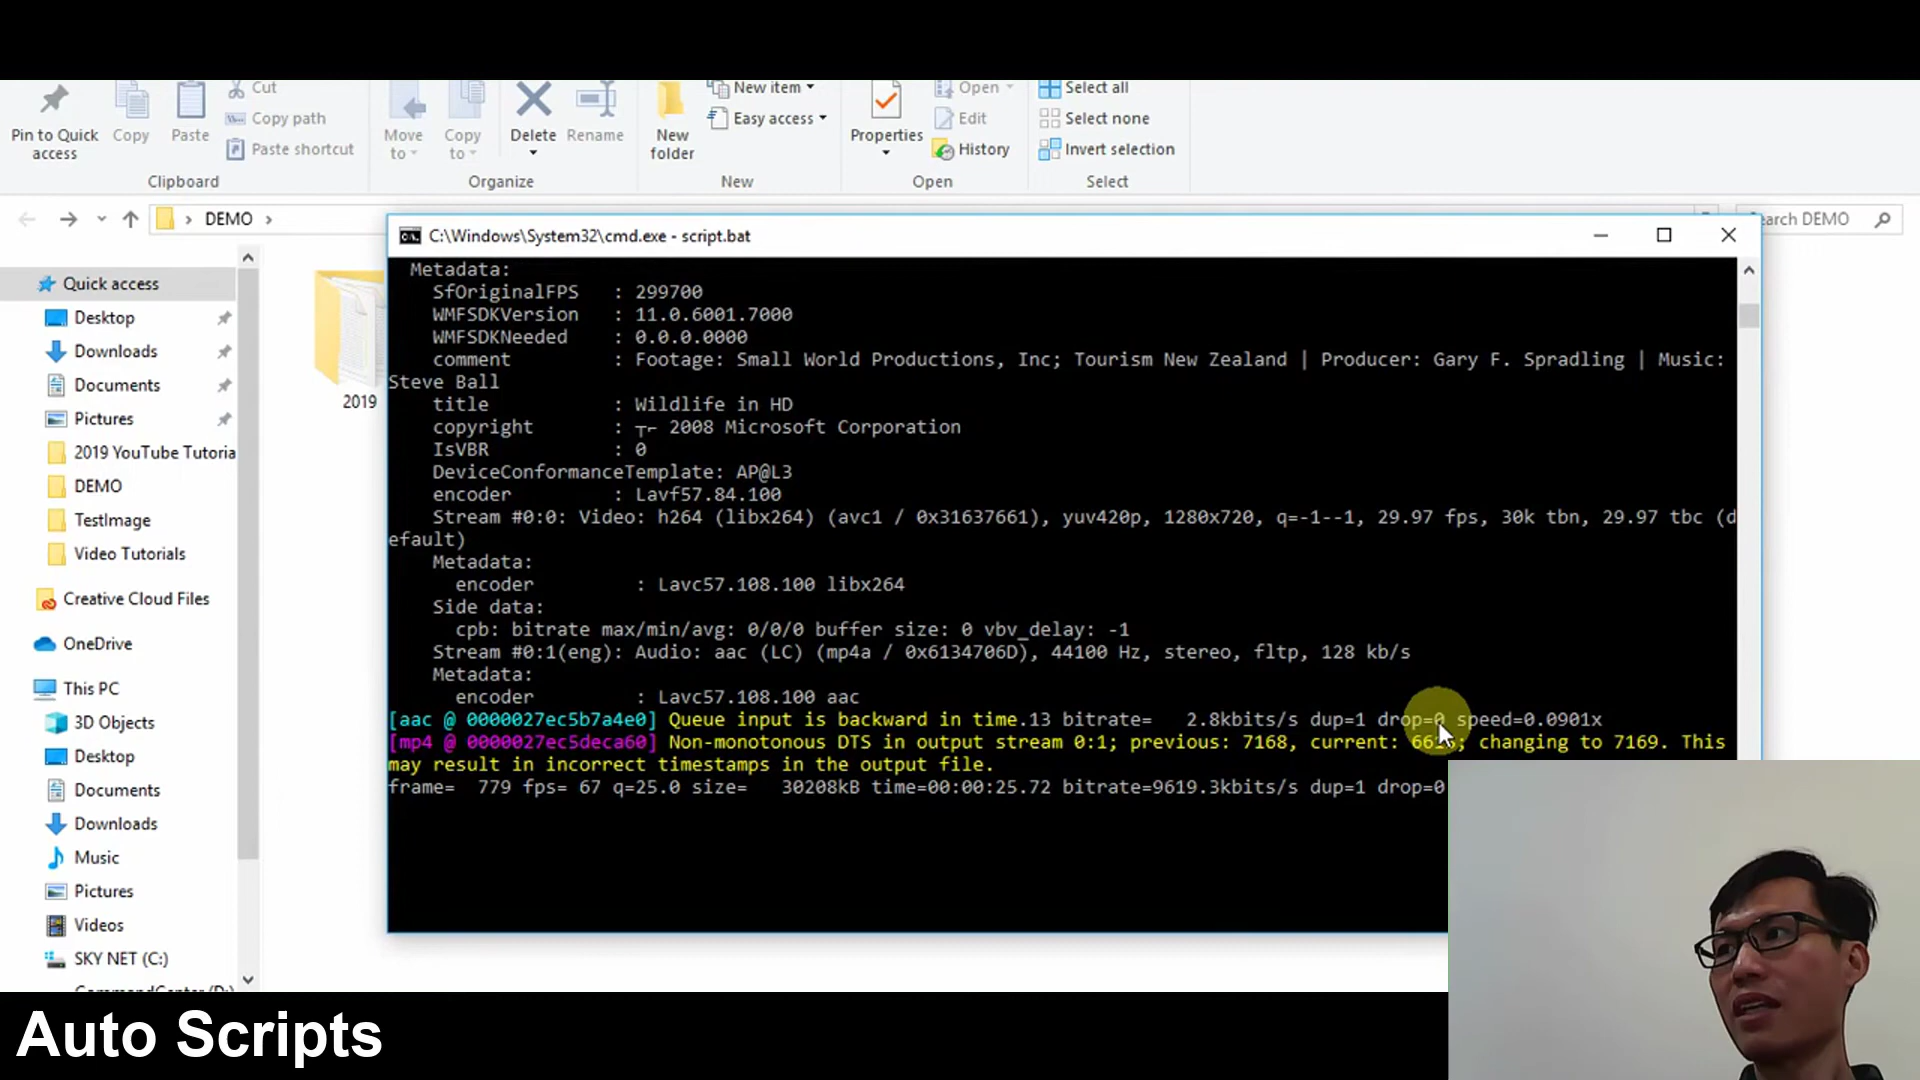 Pin to Quick access
Copy
Paste
Cut
Copy path
Paste shortcut
Clipboard
Move to
Copy to
Delete
Rename
Organize
New folder
New item
Easy access
New
Properties
Open
Edit
History
Open
Select all
Select none
Invert selection
Select
DEMO
earch DEMO
Quick access
Desktop
Downloads
Documents
Pictures
2019 YouTube Tutoria
DEMO
TestImage
Video Tutorials
Creative Cloud Files
OneDrive
This PC
3D Objects
Desktop
Documents
Downloads
Music
Pictures
Videos
SKY NET (C:)
2019
C:\Windows\System32\cmd.exe - script.bat
Metadata:
SfOriginalFPS : 299700
WMFSDKVersion : 11.0.6001.7000
WMFSDKNeeded : 0.0.0.0000
comment : Footage: Small World Productions, Inc; Tourism New Zealand | Producer: Gary F. Spradling | Music:
Steve Ball
title : Wildlife in HD
copyright : ┬⌐ 2008 Microsoft Corporation
IsVBR : 0
DeviceConformanceTemplate: AP@L3
encoder : Lavf57.84.100
Stream #0:0: Video: h264 (libx264) (avc1 / 0x31637661), yuv420p, 1280x720, q=-1--1, 29.97 fps, 30k tbn, 29.97 tbc (d
efault)
Metadata:
encoder : Lavc57.108.100 libx264
Side data:
cpb: bitrate max/min/avg: 0/0/0 buffer size: 0 vbv_delay: -1
Stream #0:1(eng): Audio: aac (LC) (mp4a / 0x6134706D), 44100 Hz, stereo, fltp, 128 kb/s
Metadata:
encoder : Lavc57.108.100 aac
[aac @ 0000027ec5b7a4e0] Queue input is backward in time.13 bitrate= 2.8kbits/s dup=1 drop=0 speed=0.0901x
[mp4 @ 0000027ec5deca60] Non-monotonous DTS in output stream 0:1; previous: 7168, current: changing to 7169. This
may result in incorrect timestamps in the output file.
frame= 779 fps= 67 q=25.0 size= 30208kB time=00:00:25.72 bitrate=9619.3kbits/s dup=1 drop=0
Auto Scripts